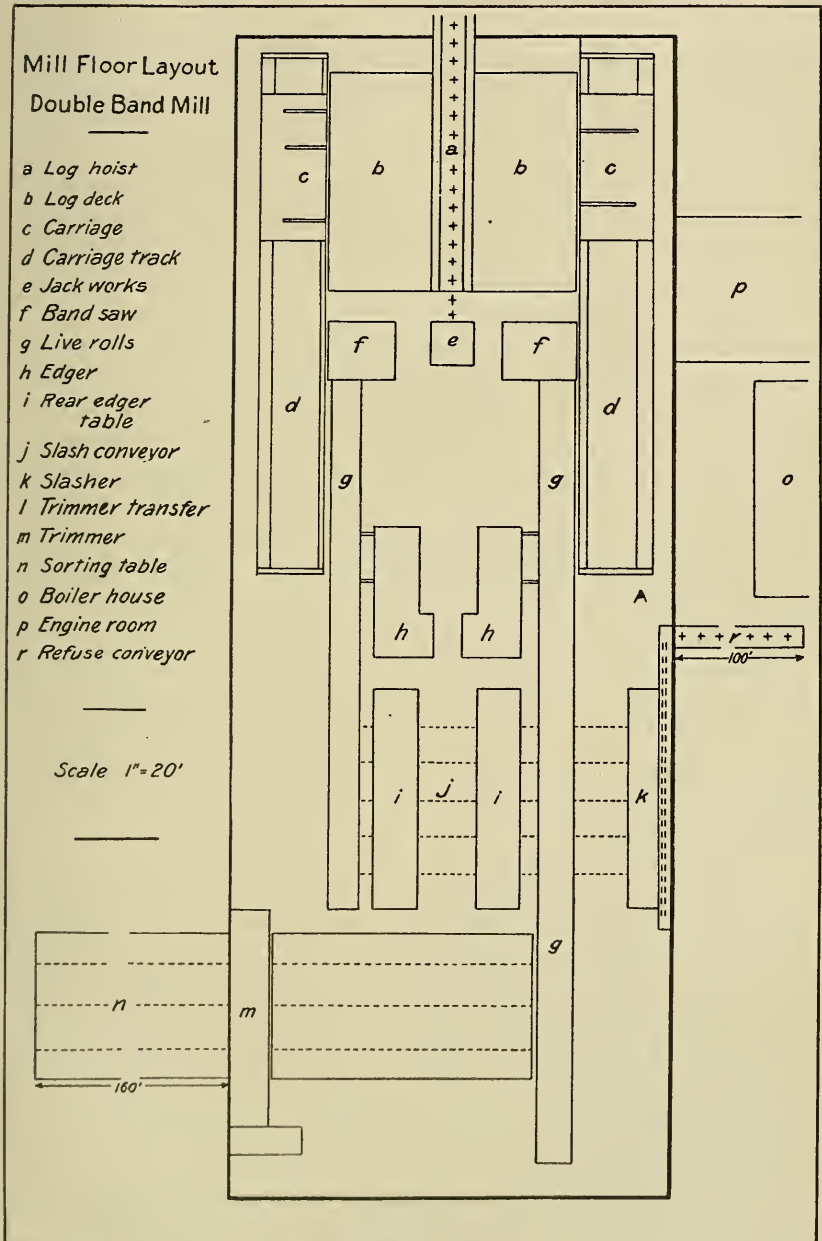 Mill Floor Layout
Double Band Mill
a Log hoist
b Log deck
c Carriage
d Carriage track
e Jack works
f Band saw
g Live rolls
h Edger
i Rear edger
table
j Slash conveyor
k Slasher
l Trimmer transfer
m Trimmer
n Sorting table
o Boiler house
p Engine room
r Refuse conveyor
Scale 1"=20'
a
c
b
b
c
p
f
e
f
d
d
g
g
o
A
h
h
r
100'
i
j
i
k
g
n
m
160'